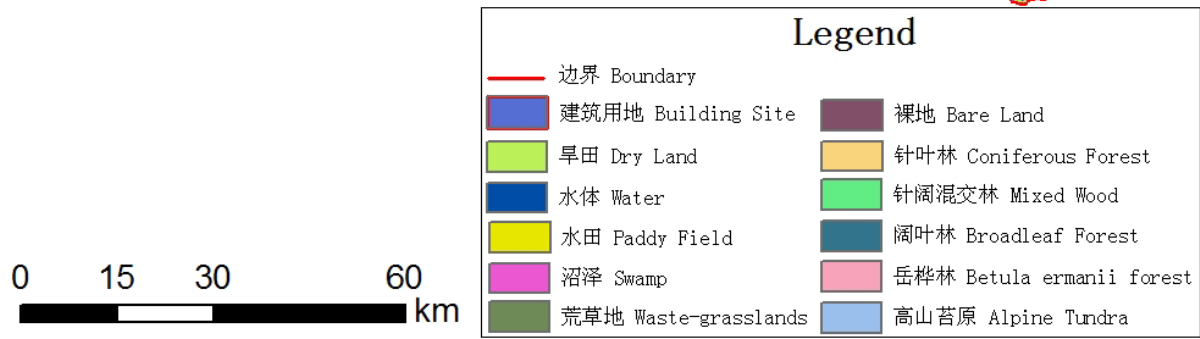 Legend
边界 Boundary
建筑用地 Building Site
旱田 Dry Land
水体 Water
水田 Paddy Field
沼泽 Swamp
荒草地 Waste-grasslands
裸地 Bare Land
针叶林 Coniferous Forest
针阔混交林 Mixed Wood
阔叶林 Broadleaf Forest
岳桦林 Betula ermanii forest
高山苔原 Alpine Tundra
0 15 30 60
km